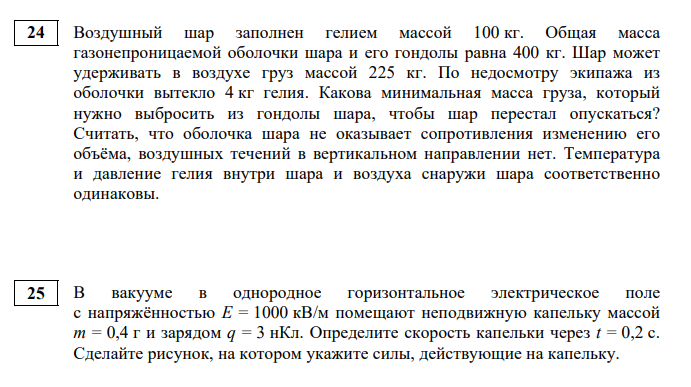 24 Воздушный шар заполнен гелием массой 100 кг. Общая масса
газонепроницаемой оболочки шара и его гондолы равна 400 кг. Шар может
удерживать в воздухе груз массой 225 кг. По недосмотру экипажа из
оболочки вытекло 4 кг гелия. Какова минимальная масса груза, который
нужно выбросить из гондолы шара, чтобы шар перестал опускаться?
Считать, что оболочка шара не оказывает сопротивления изменению его
объёма, воздушных течений в вертикальном направлении нет. Температура
и давление гелия внутри шара и воздуха снаружи шара соответственно
одинаковы.
25 В вакууме в однородное горизонтальное электрическое поле
с напряжённостью E = 1000 кВ/м помещают неподвижную капельку массой
m = 0,4 г и зарядом q = 3 нКл. Определите скорость капельки через t = 0,2 с.
Сделайте рисунок, на котором укажите силы, действующие на капельку.